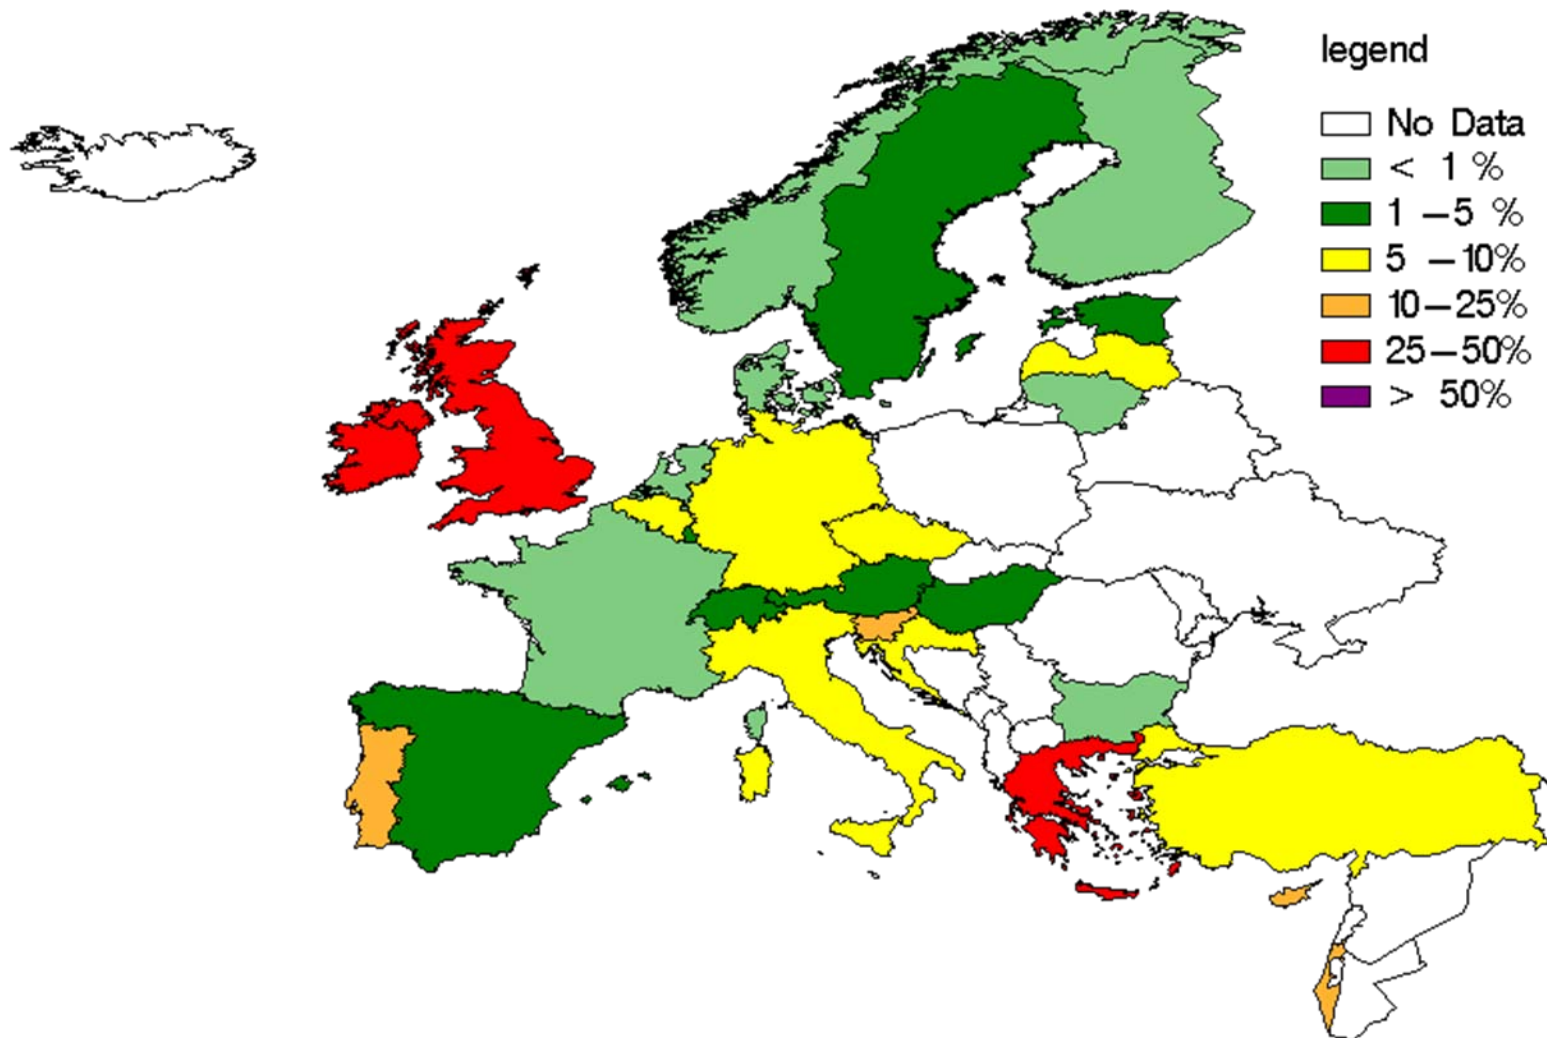 legend
No Data
< 1 %
1 –5 %
5 –10%
10–25%
25–50%
> 50%